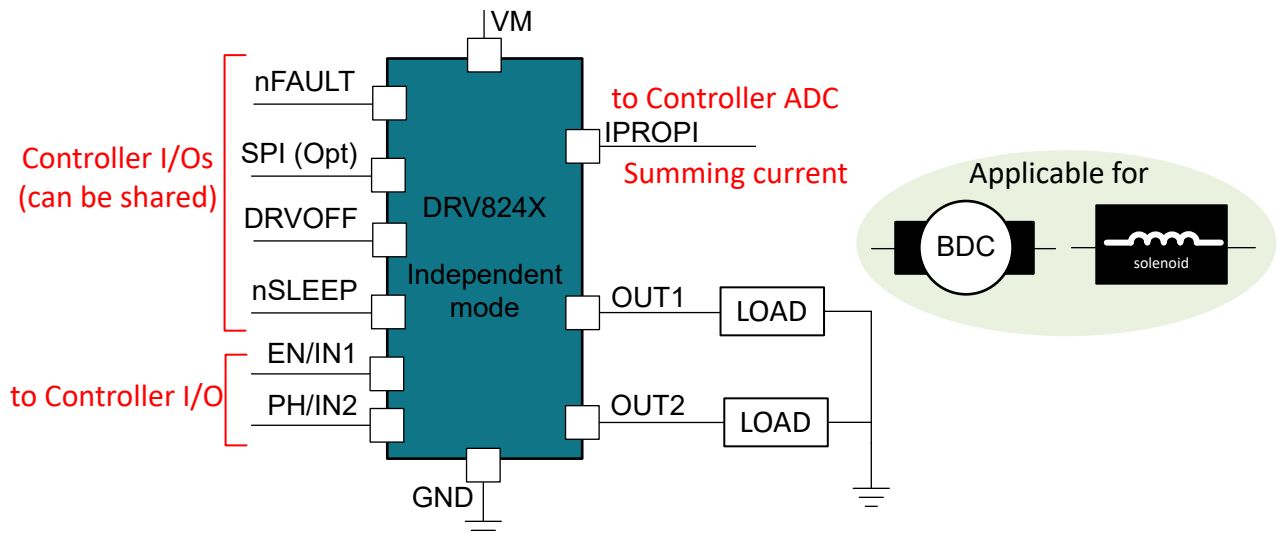 VM
nFAULT
SPI (Opt)
DRVOFF
nSLEEP
EN/IN1
PH/IN2
Controller I/Os
(can be shared)
to Controller I/O
DRV824X
Independent
mode
GND
to Controller ADC
IPROPI
Summing current
OUT1
LOAD
OUT2
LOAD
Applicable for
BDC
solenoid